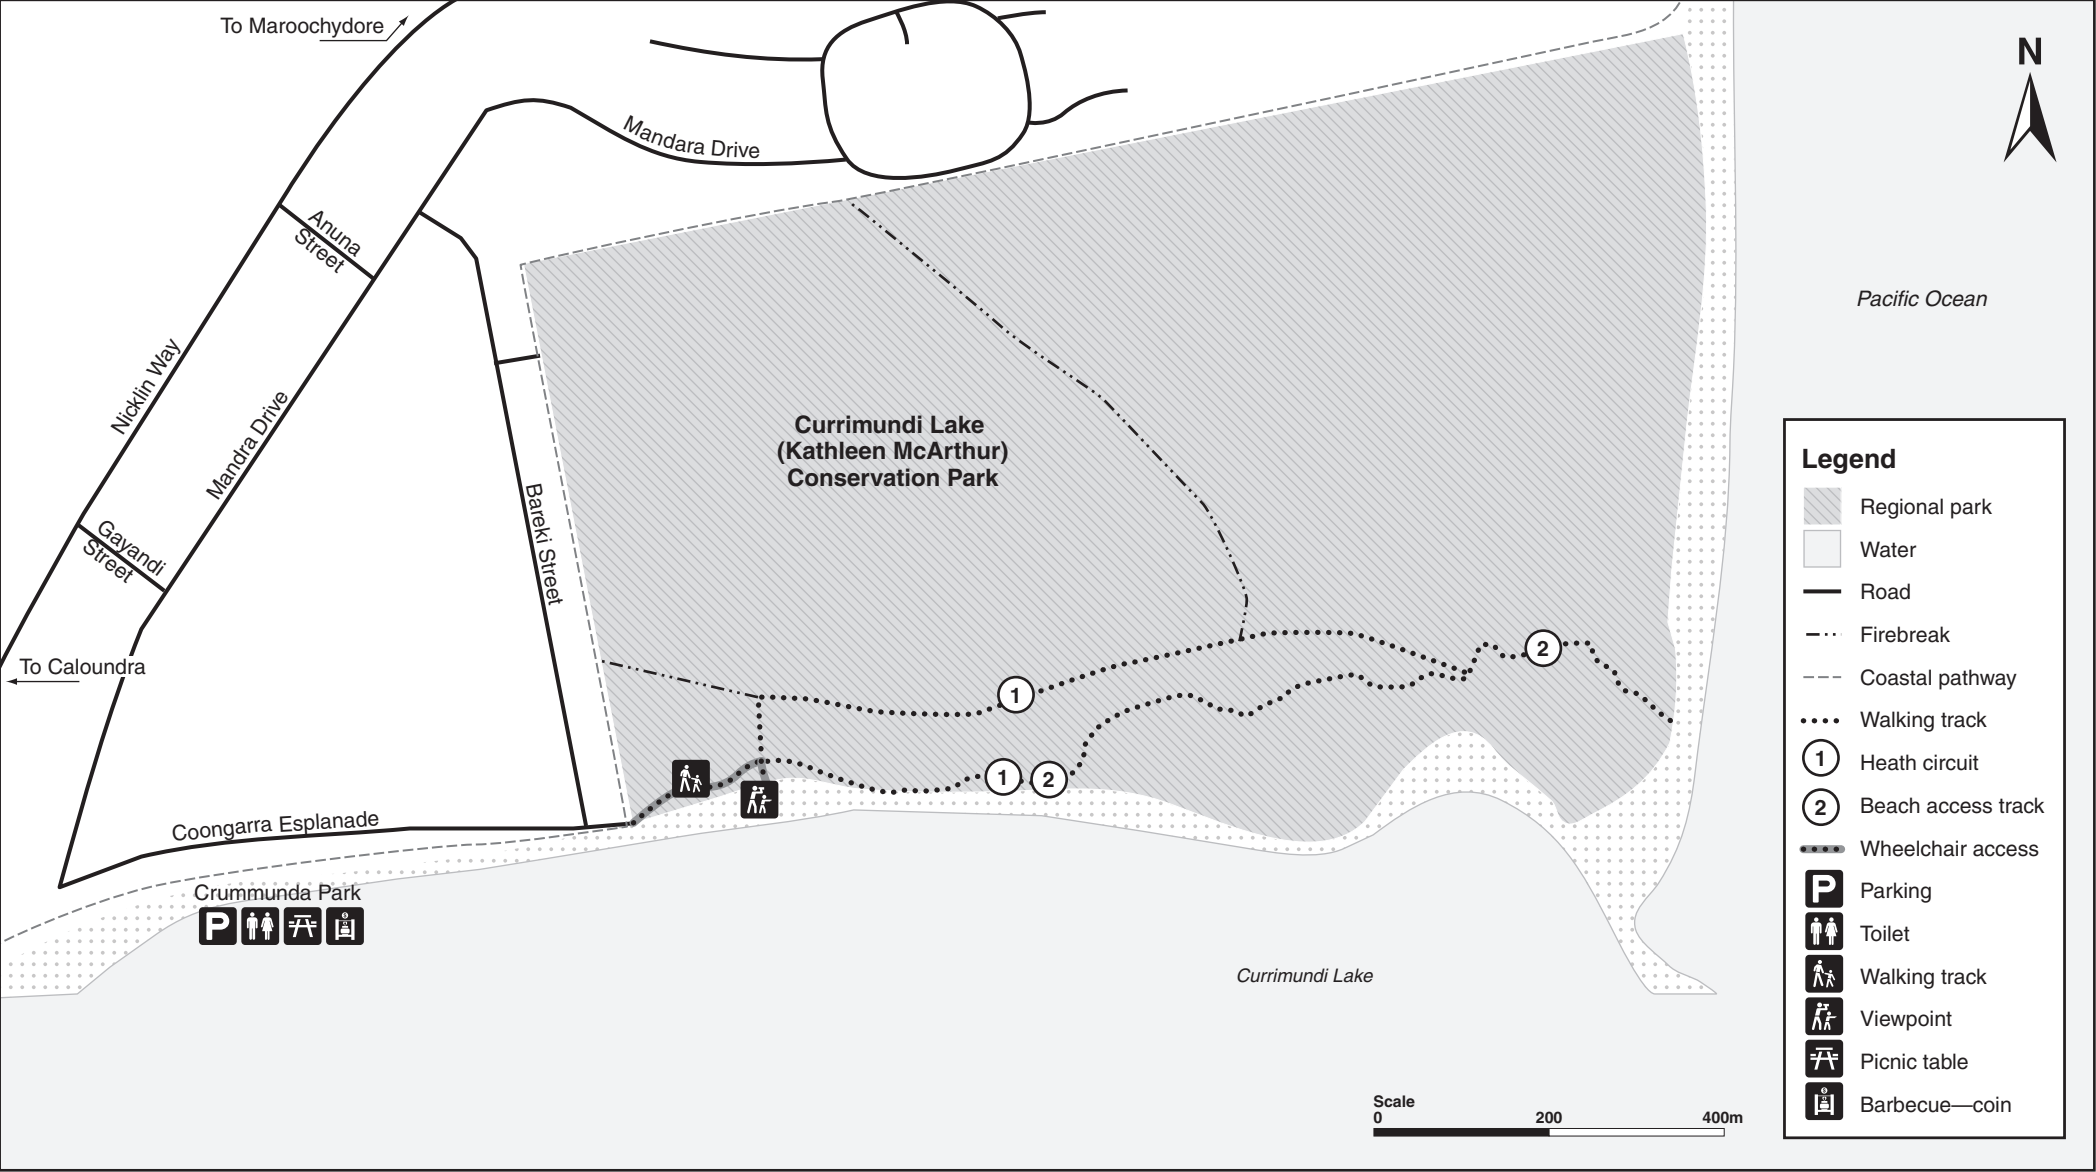 To Maroochydore
N
Mandara Drive
Anuna
Street
Pacific Ocean
Nicklin Way
Mandra Drive
Currimundi Lake
(Kathleen McArthur)
Conservation Park
Bareki Street
Gayandi
Street
To Caloundra
1
2
1
2
Coongarra Esplanade
Crummunda Park
P
Currimundi Lake
Scale
0 200 400m
Legend
Regional park
Water
Road
Firebreak
Coastal pathway
Walking track
1 Heath circuit
2 Beach access track
Wheelchair access
P Parking
Toilet
Walking track
Viewpoint
Picnic table
Barbecue—coin